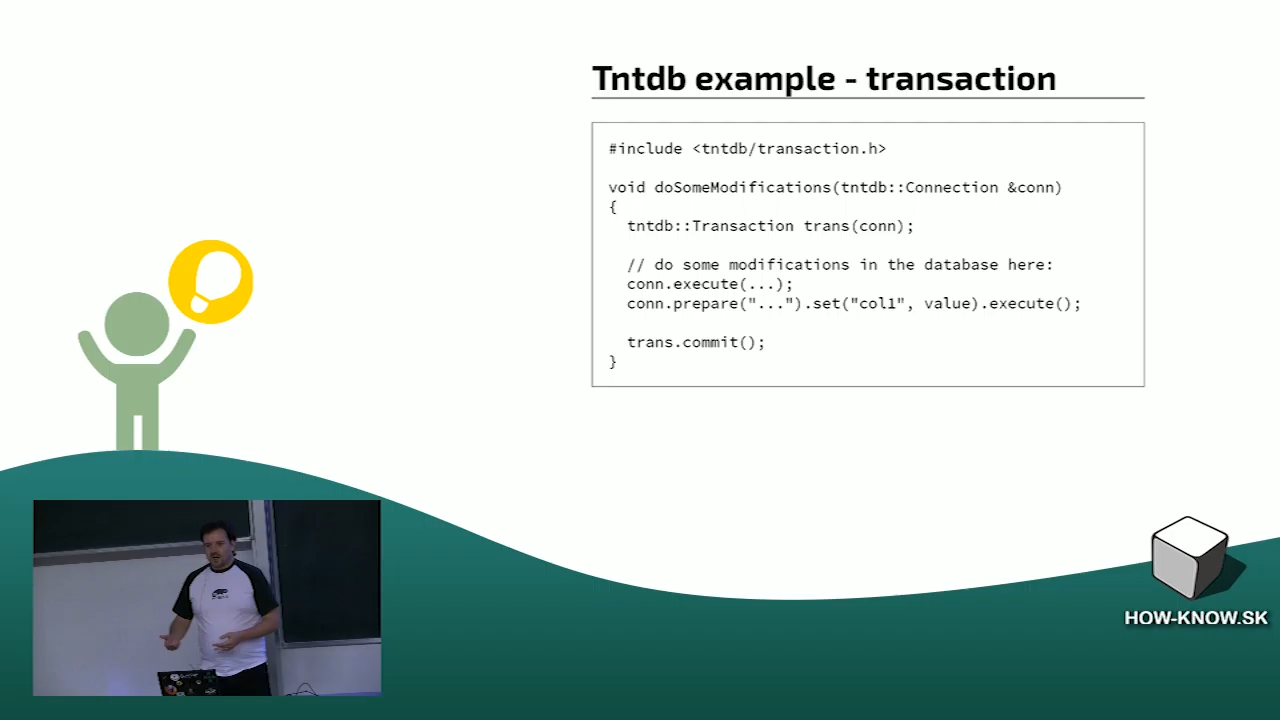 Tntdb example - transaction
#include <tntdb/transaction.h>
void doSomeModifications(tntdb::Connection &conn)
{
tntdb::Transaction trans(conn);
// do some modifications in the database here:
conn.execute(...);
conn.prepare("...").set("col1", value).execute();
trans.commit();
}
HOW-KNOW.SK